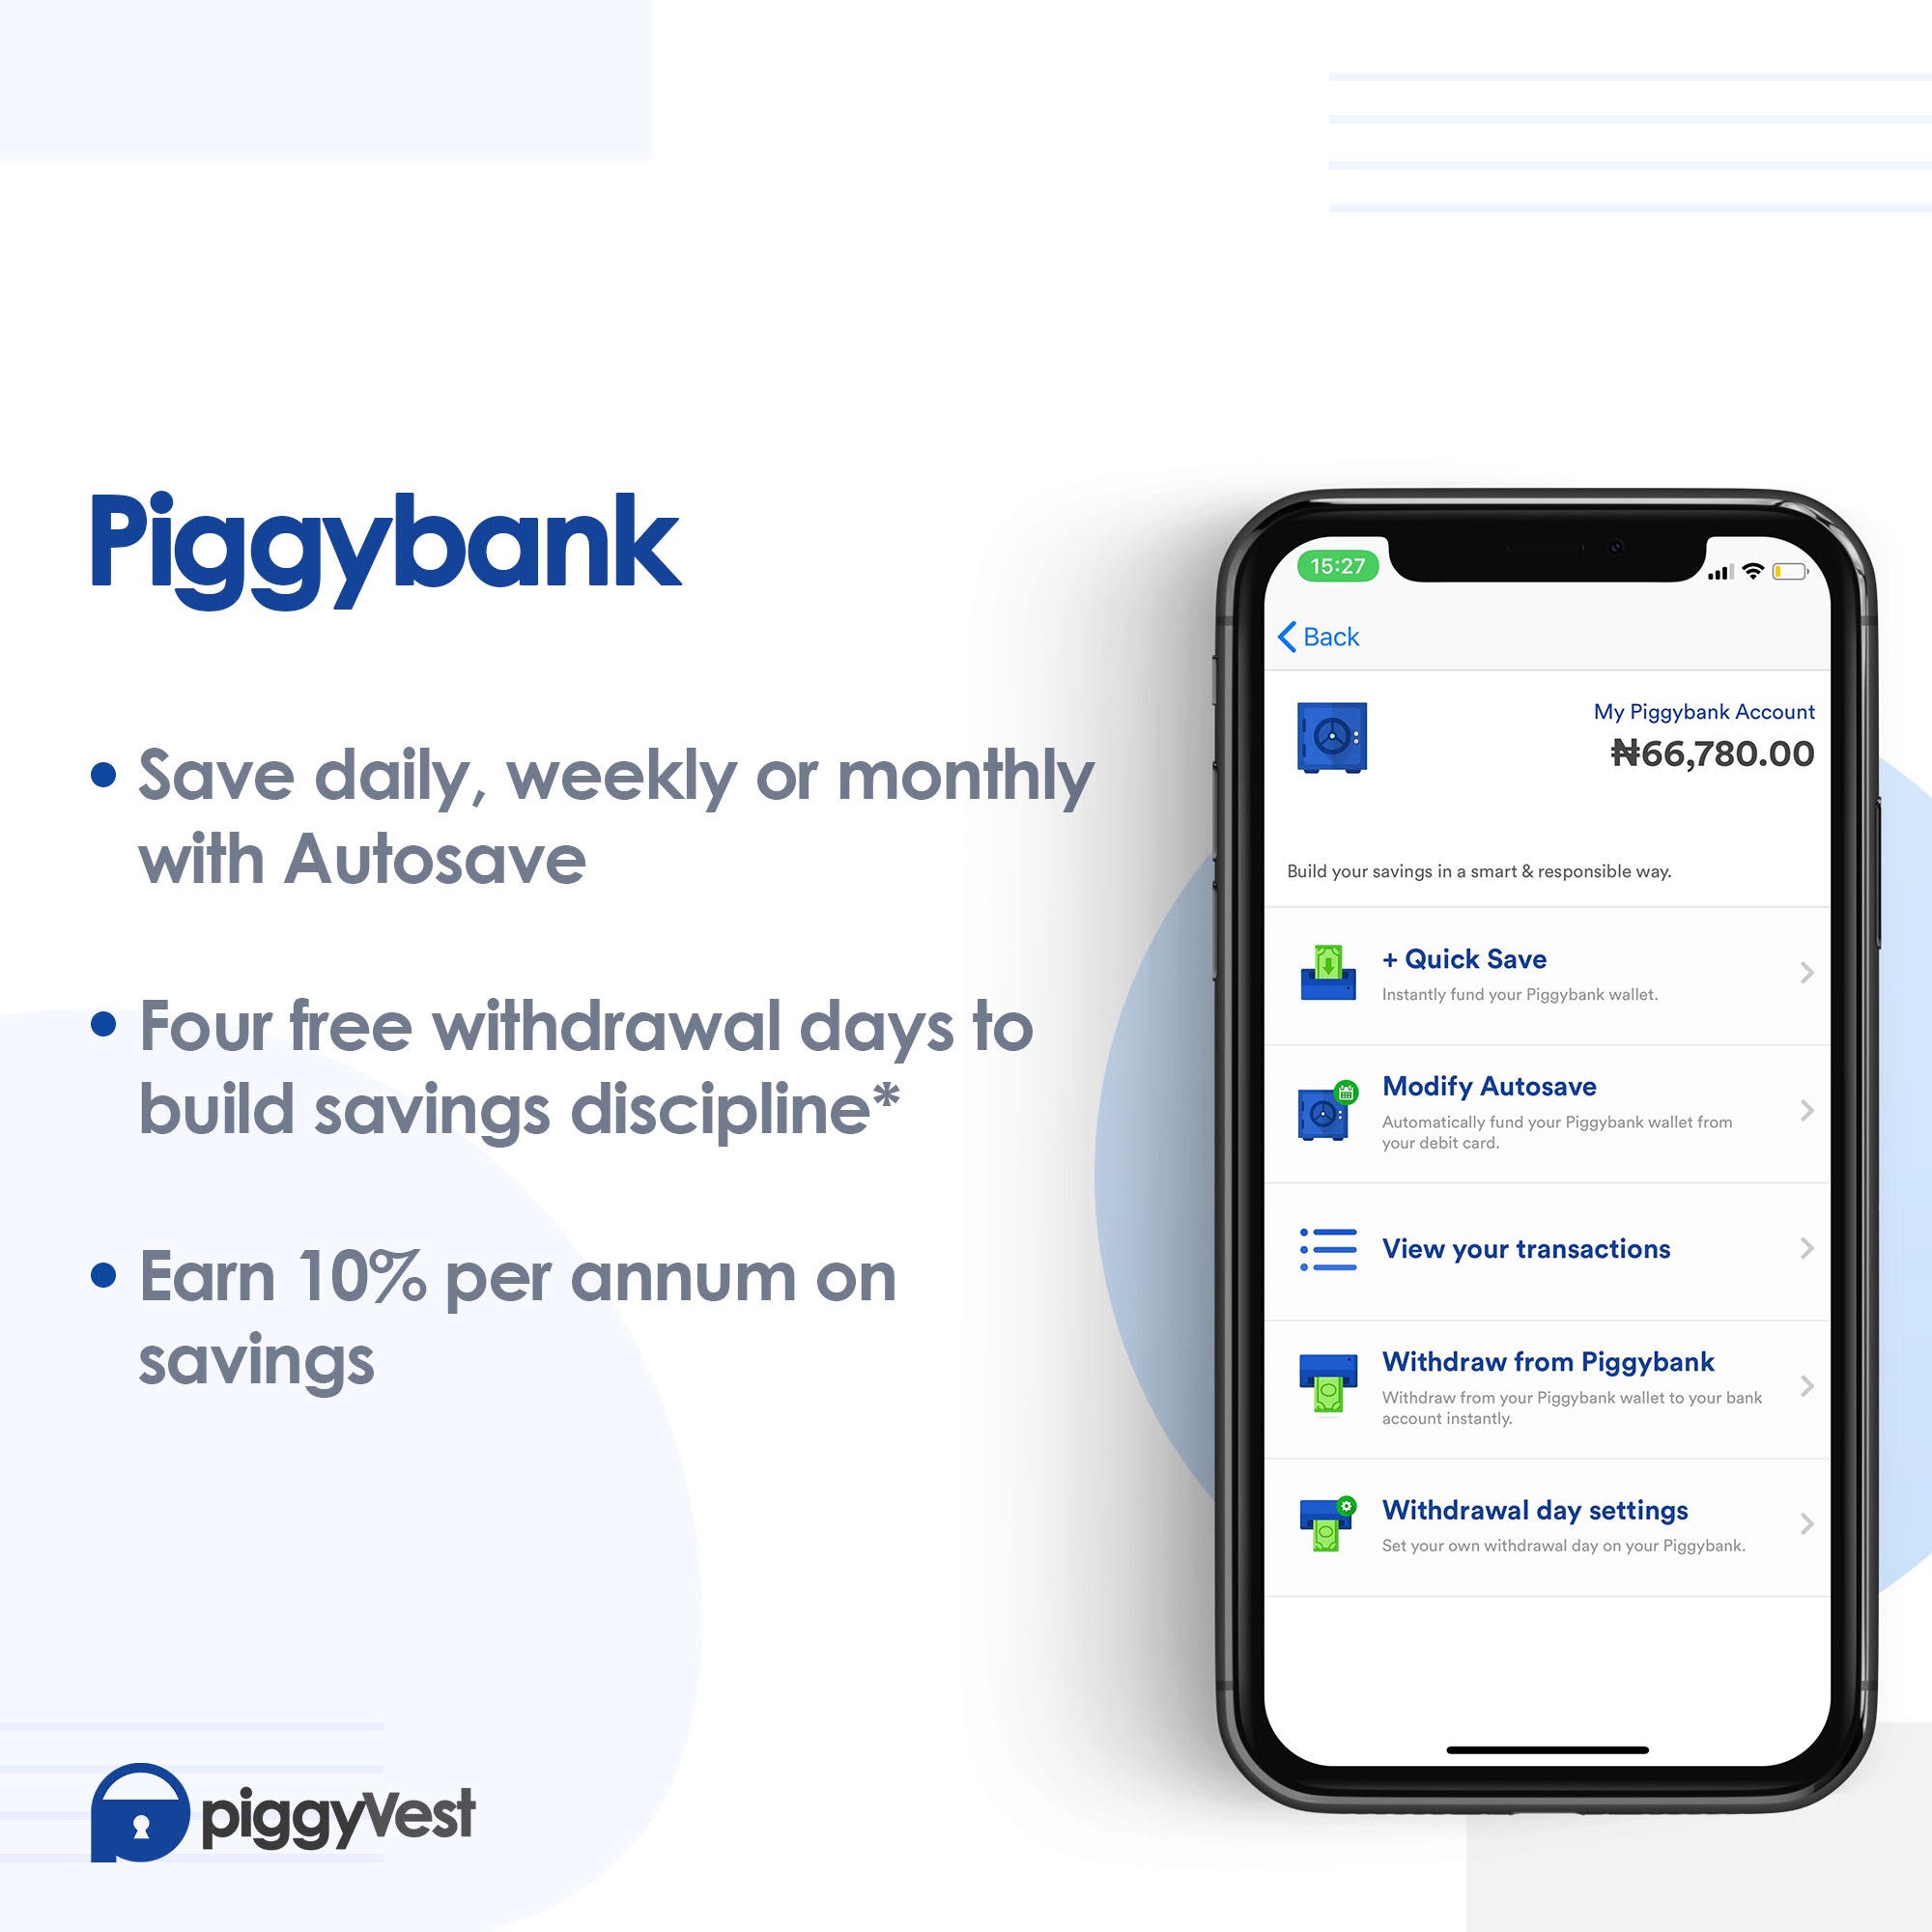 Piggybank
• Save daily, weekly or monthly
with Autosave
• Four free withdrawal days to
build savings discipline*
• Earn 10% per annum on
savings
piggyVest
15:27
Back
My Piggybank Account
₦66,780.00
Build your savings in a smart & responsible way.
+ Quick Save
Instantly fund your Piggybank wallet.
Modify Autosave
Automatically fund your Piggybank wallet from
your debit card.
View your transactions
Withdraw from Piggybank
Withdraw from your Piggybank wallet to your bank
account instantly.
Withdrawal day settings
Set your own withdrawal day on your Piggybank.